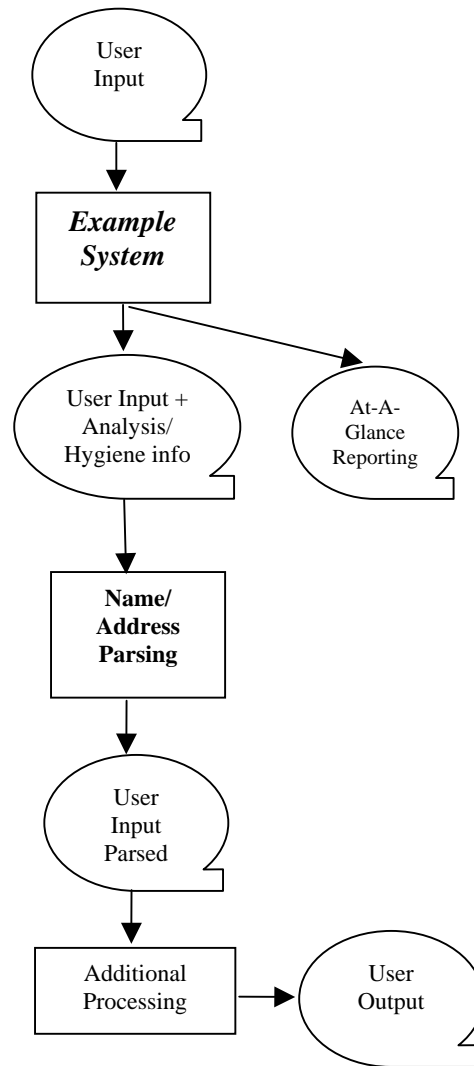 User
Input
Example
System
User Input +
Analysis/
Hygiene info
At-A-
Glance
Reporting
Name/
Address
Parsing
User
Input
Parsed
Additional
Processing
User
Output